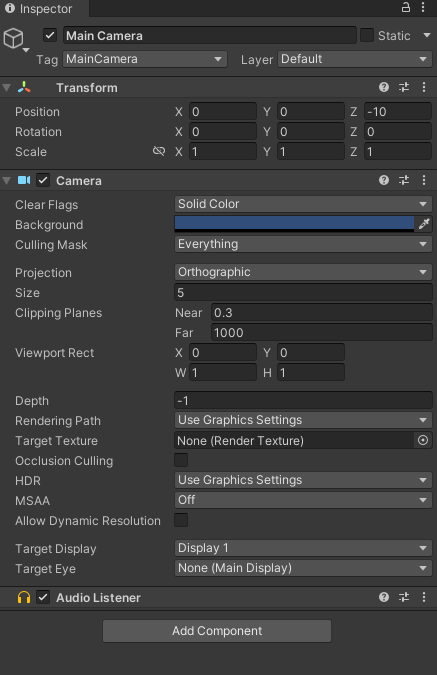 Inspector
Main Camera Static
Tag MainCamera Layer Default
Transform
Position X 0 Y 0 Z -10
Rotation X 0 Y 0 Z 0
Scale X 1 Y 1 Z 1
Camera
Clear Flags Solid Color
Background
Culling Mask Everything
Projection Orthographic
Size 5
Clipping Planes Near 0.3
Far 1000
Viewport Rect X 0 Y 0
W 1 H 1
Depth -1
Rendering Path Use Graphics Settings
Target Texture None (Render Texture)
Occlusion Culling
HDR Use Graphics Settings
MSAA Off
Allow Dynamic Resolution
Target Display Display 1
Target Eye None (Main Display)
Audio Listener
Add Component